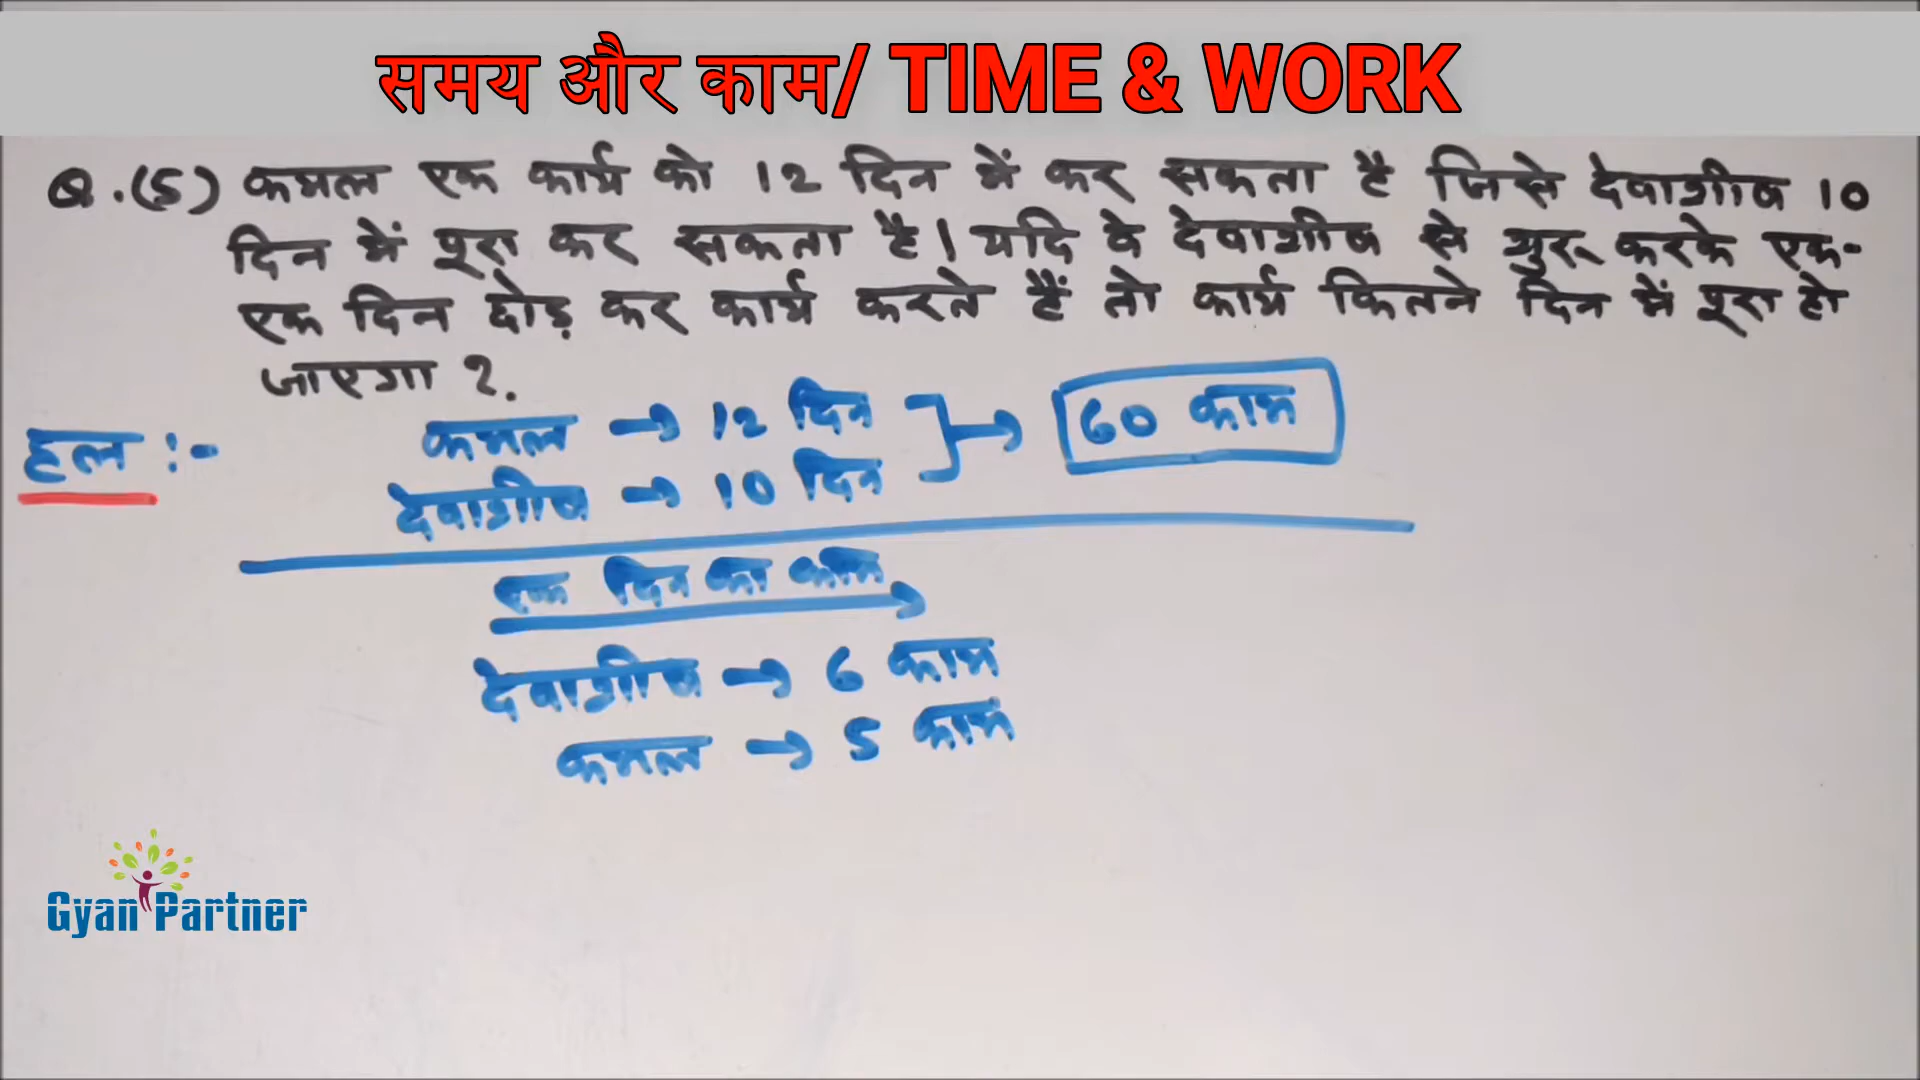 समय और काम/ TIME & WORK
Q.(5) कमल एक कार्य को 12 दिन में कर सकता है जिसे देवाशीष 10
दिन में पूरा कर सकता है। यदि वे देवाशीष से शुरू करके एक-
एक दिन छोड़ कर कार्य करते हैं तो कार्य कितने दिन में पूरा हो
जाएगा ?.
हल :-
कमल → 12 दिन
देवाशीष → 10 दिन
→ 60 काम
एक दिन का काम
देवाशीष → 6 काम
कमल → 5 काम
Gyan Partner